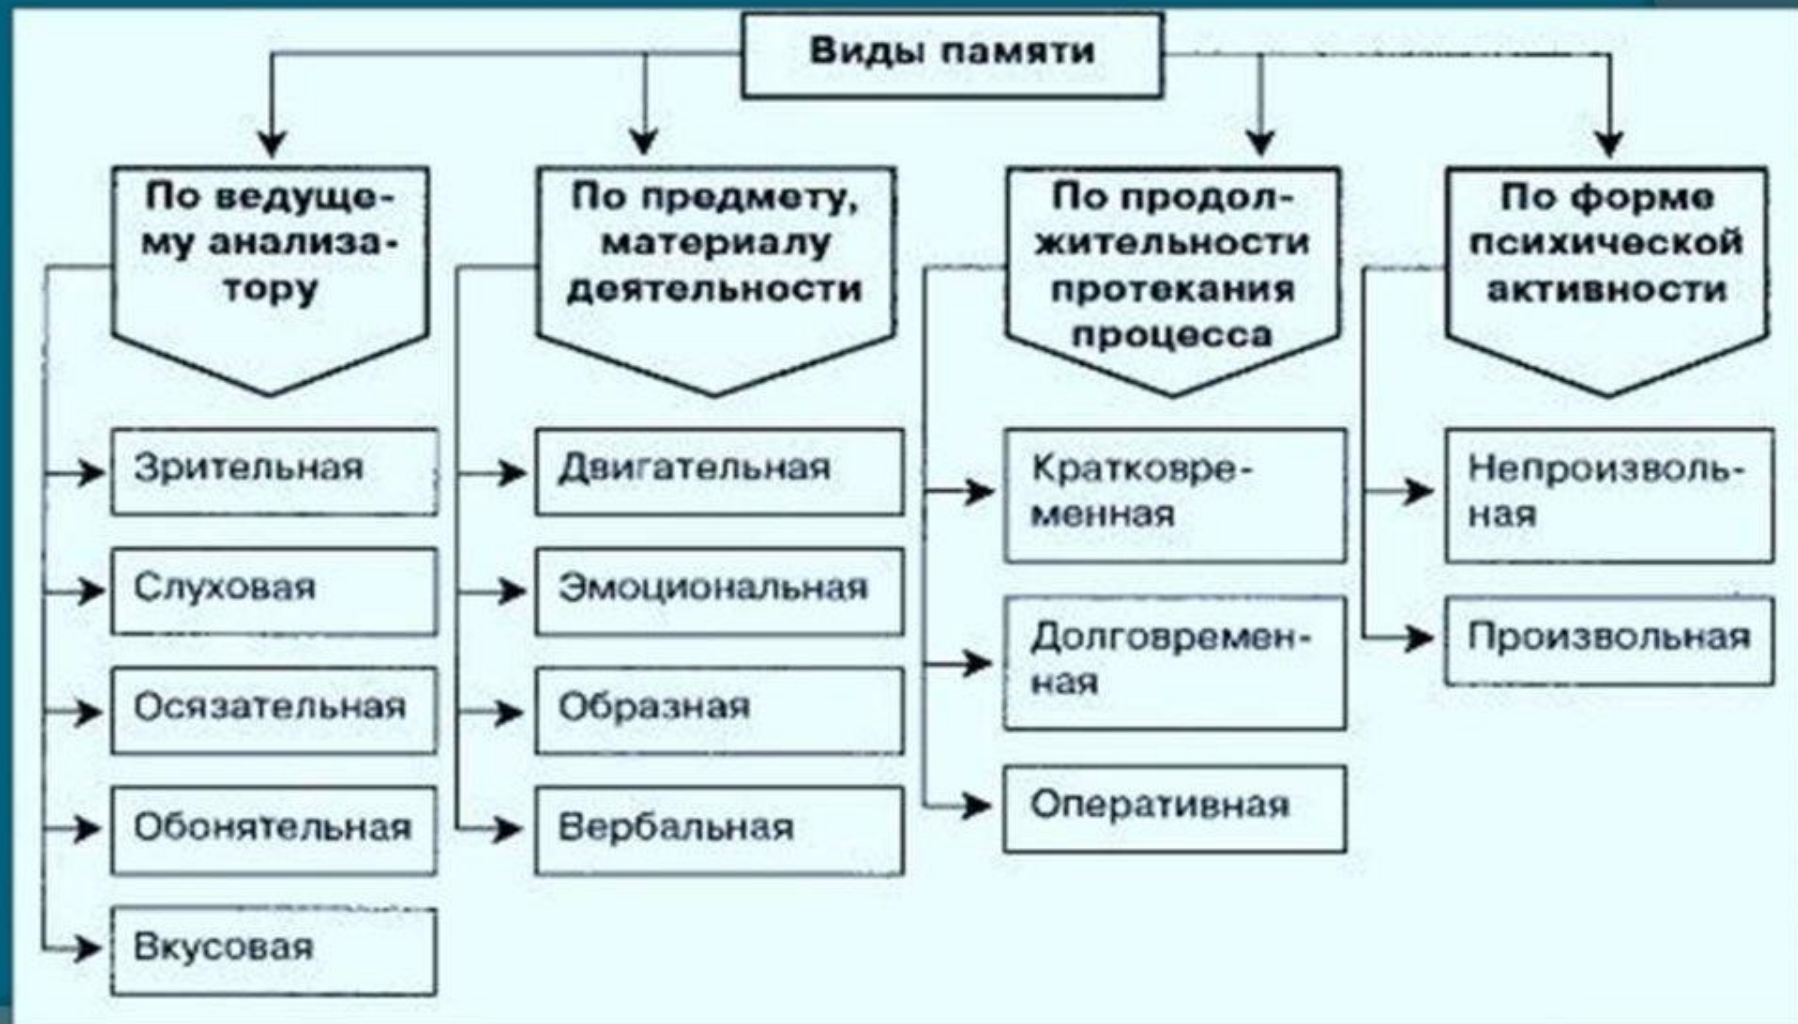 Виды памяти
По ведуще-
му анализа-
тору
Зрительная
Слуховая
Осязательная
Обонятельная
Вкусовая
По предмету,
материалу
деятельности
Двигательная
Эмоциональная
Образная
Вербальная
По продол-
жительности
протекания
процесса
Кратковре-
менная
Долговремен-
ная
Оперативная
По форме
психической
активности
Непроизволь-
ная
Произвольная